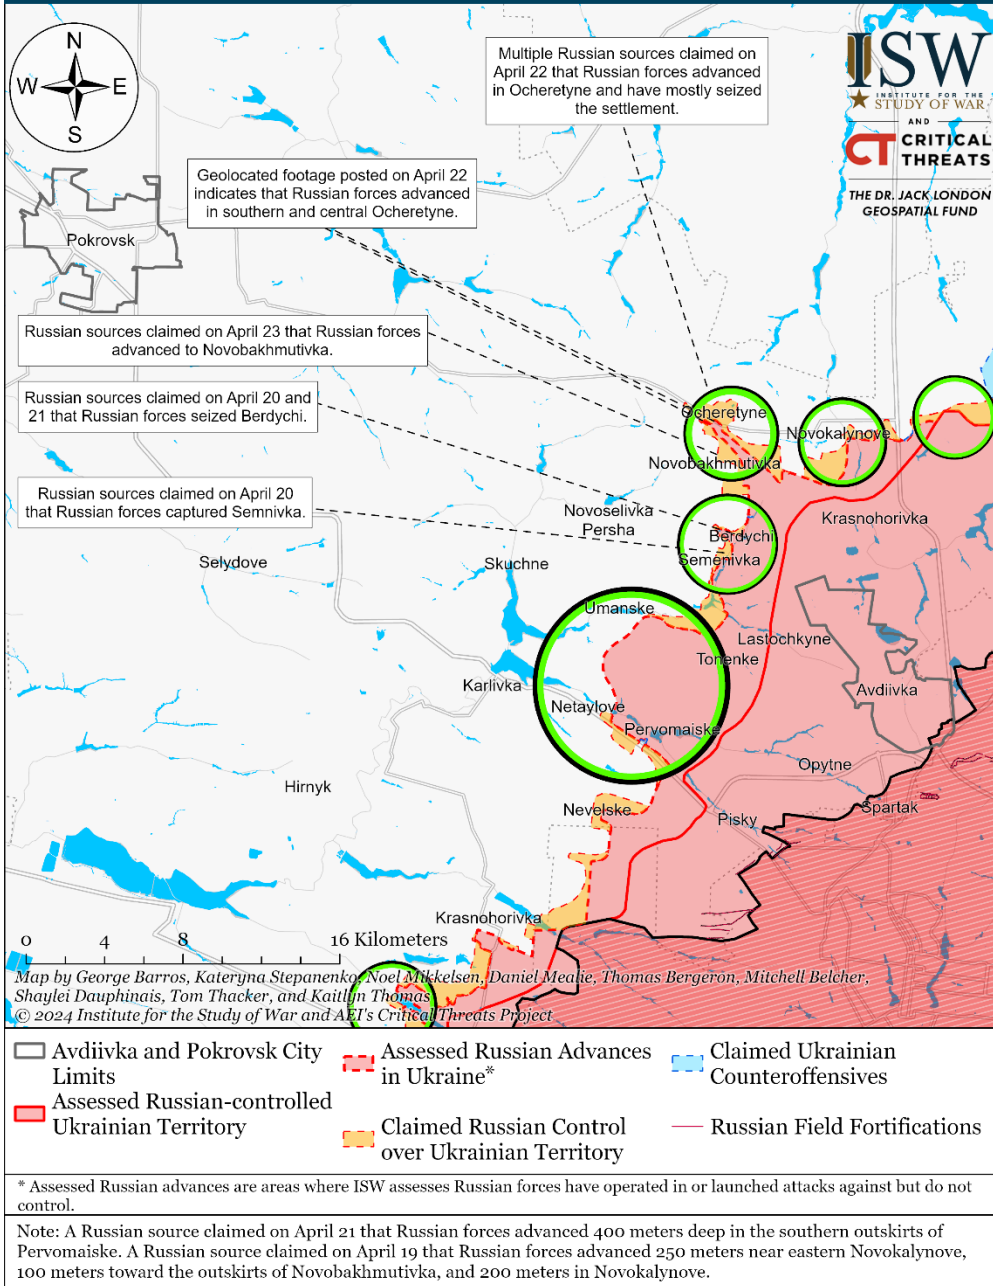 N
W
E
S
Multiple Russian sources claimed on
April 22 that Russian forces advanced
in Ocheretyne and have mostly seized
the settlement.
ISW
INSTITUTE FOR THE
STUDY OF WAR
AND
CT CRITICAL
THREATS
THE DR. JACK LONDON
GEOSPATIAL FUND
Geolocated footage posted on April 22
indicates that Russian forces advanced
in southern and central Ocheretyne.
Pokrovsk
Russian sources claimed on April 23 that Russian forces
advanced to Novobakhmutivka.
Russian sources claimed on April 20 and
21 that Russian forces seized Berdychi.
Russian sources claimed on April 20
that Russian forces captured Semnivka.
Ocheretyne
Novokalynove
Novobakhmutivka
Novoselivka
Persha
Krasnohorivka
Berdychi
Semenivka
Selydove
Skuchne
Umanske
Lastochkyne
Tonenke
Karlivka
Avdiivka
Netaylove
Pervomaiske
Opytne
Hirnyk
Nevelske
Spartak
Pisky
Krasnohorivka
0 4 8 16 Kilometers
Map by George Barros, Kateryna Stepanenko, Noel Mikkelsen, Daniel Mealie, Thomas Bergeron, Mitchell Belcher,
Shaylei Dauphinais, Tom Thacker, and Kaitlyn Thomas
© 2024 Institute for the Study of War and AEI's Critical Threats Project
Avdiivka and Pokrovsk City
Limits
Assessed Russian-controlled
Ukrainian Territory
Assessed Russian Advances
in Ukraine*
Claimed Russian Control
over Ukrainian Territory
Claimed Ukrainian
Counteroffensives
Russian Field Fortifications
* Assessed Russian advances are areas where ISW assesses Russian forces have operated in or launched attacks against but do not
control.
Note: A Russian source claimed on April 21 that Russian forces advanced 400 meters deep in the southern outskirts of
Pervomaiske. A Russian source claimed on April 19 that Russian forces advanced 250 meters near eastern Novokalynove,
100 meters toward the outskirts of Novobakhmutivka, and 200 meters in Novokalynove.